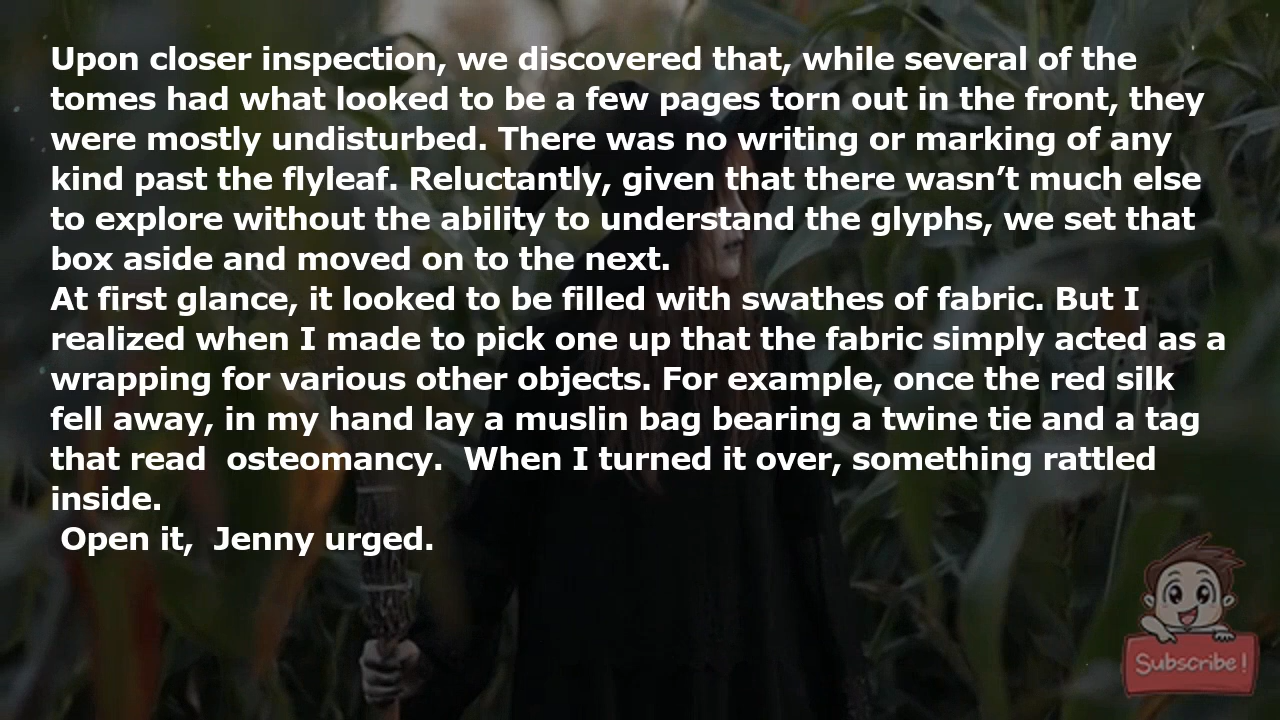 Upon closer inspection, we discovered that, while several of the
tomes had what looked to be a few pages torn out in the front, they
were mostly undisturbed. There was no writing or marking of any
kind past the flyleaf. Reluctantly, given that there wasn’t much else
to explore without the ability to understand the glyphs, we set that
box aside and moved on to the next.
At first glance, it looked to be filled with swathes of fabric. But I
realized when I made to pick one up that the fabric simply acted as a
wrapping for various other objects. For example, once the red silk
fell away, in my hand lay a muslin bag bearing a twine tie and a tag
that read  osteomancy.  When I turned it over, something rattled
inside.
 Open it,  Jenny urged.
Subscribe!